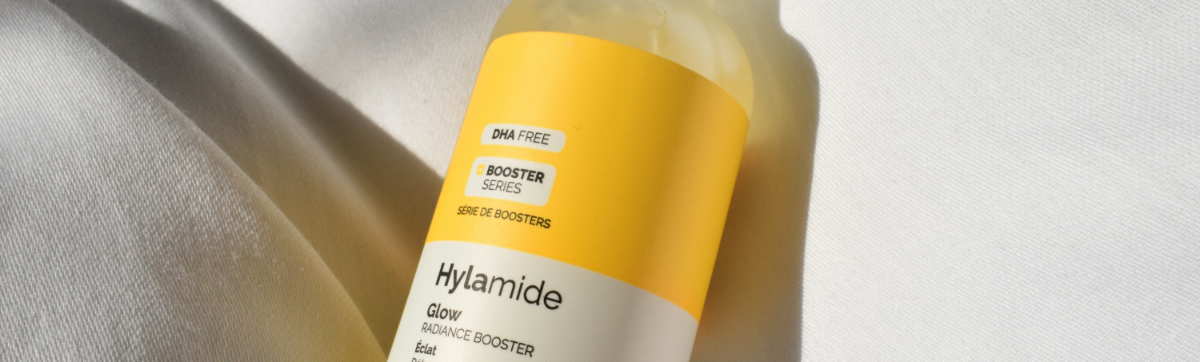 DHA FREE
BOOSTER
SERIES
SÉRIE DE BOOSTERS
Hylamide
Glow
RADIANCE BOOSTER
Éclat